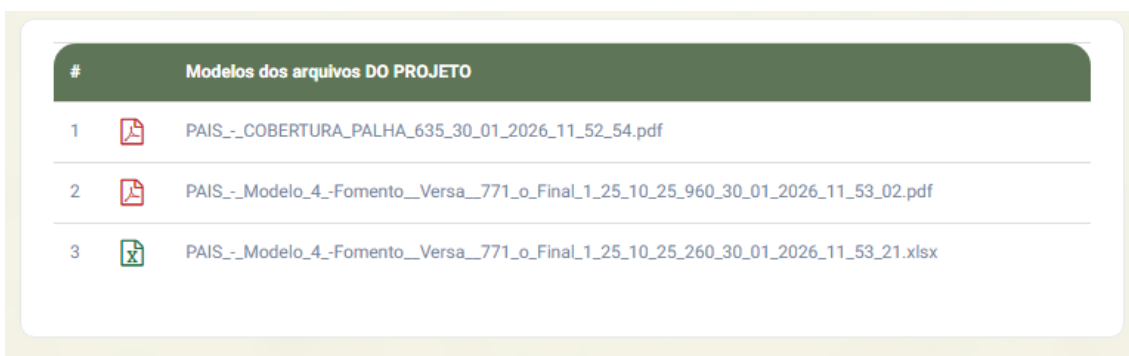 # Modelos dos arquivos DO PROJETO
1 PAIS_-_COBERTURA_PALHA_635_30_01_2026_11_52_54.pdf
2 PAIS_-_Modelo_4_-Fomento__Versa__771_o_Final_1_25_10_25_960_30_01_2026_11_53_02.pdf
3 PAIS_-_Modelo_4_-Fomento__Versa__771_o_Final_1_25_10_25_260_30_01_2026_11_53_21.xlsx